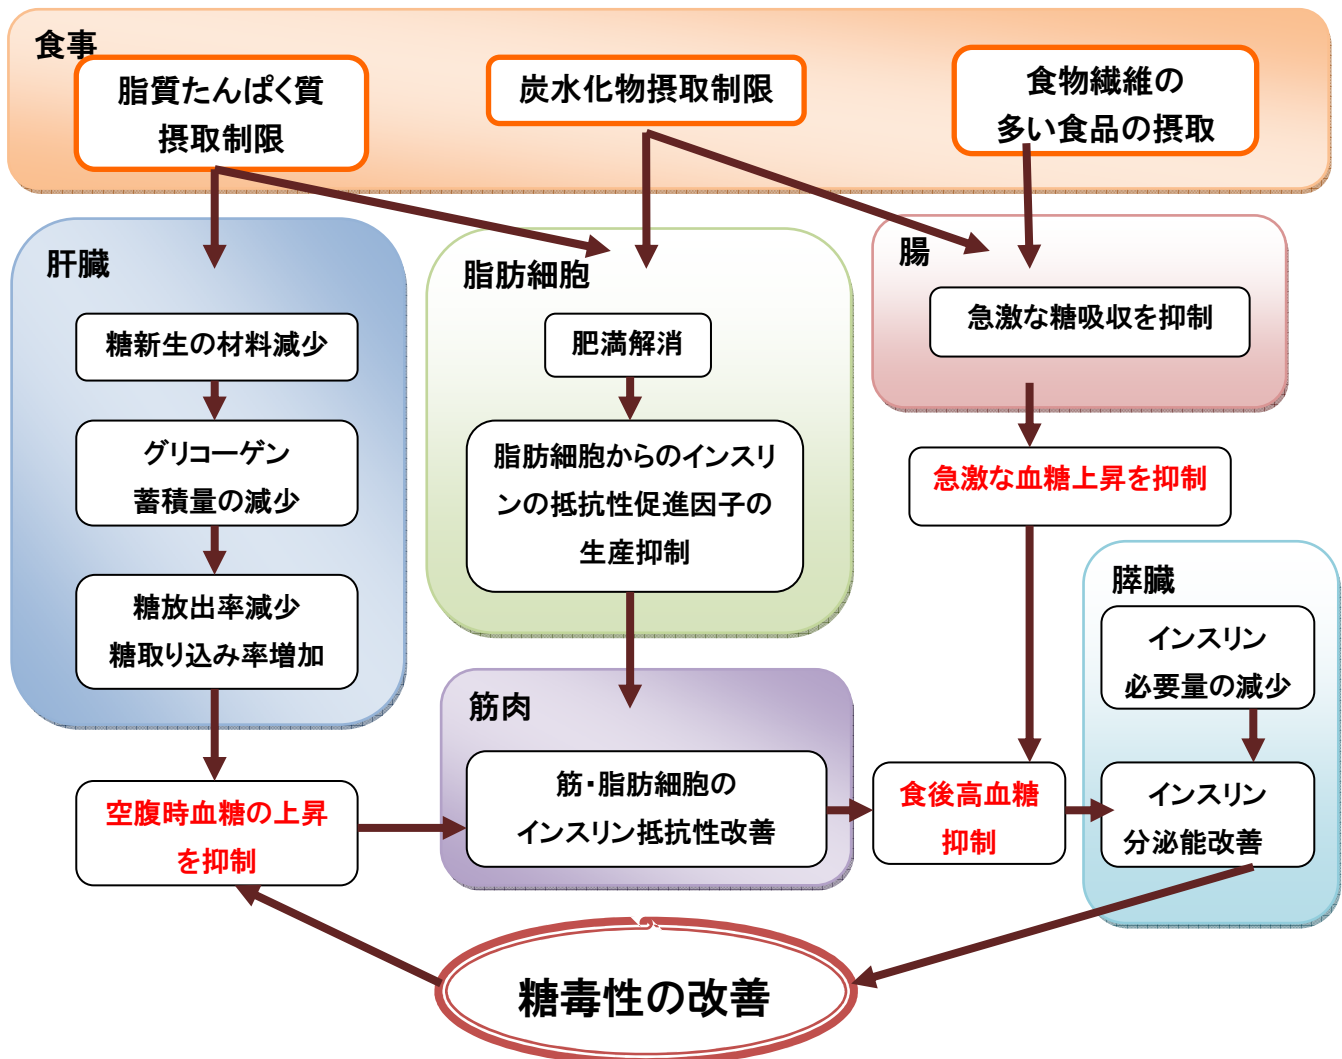 食事
脂質たんぱく質
摂取制限
炭水化物摂取制限
食物繊維の
多い食品の摂取
肝臓
糖新生の材料減少
グリコーゲン
蓄積量の減少
糖放出率減少
糖取り込み率増加
空腹時血糖の上昇
を抑制
脂肪細胞
肥満解消
脂肪細胞からのインスリ
ンの抵抗性促進因子の
生産抑制
筋肉
筋・脂肪細胞の
インスリン抵抗性改善
腸
急激な糖吸収を抑制
急激な血糖上昇を抑制
食後高血糖
抑制
膵臓
インスリン
必要量の減少
インスリン
分泌能改善
糖毒性の改善